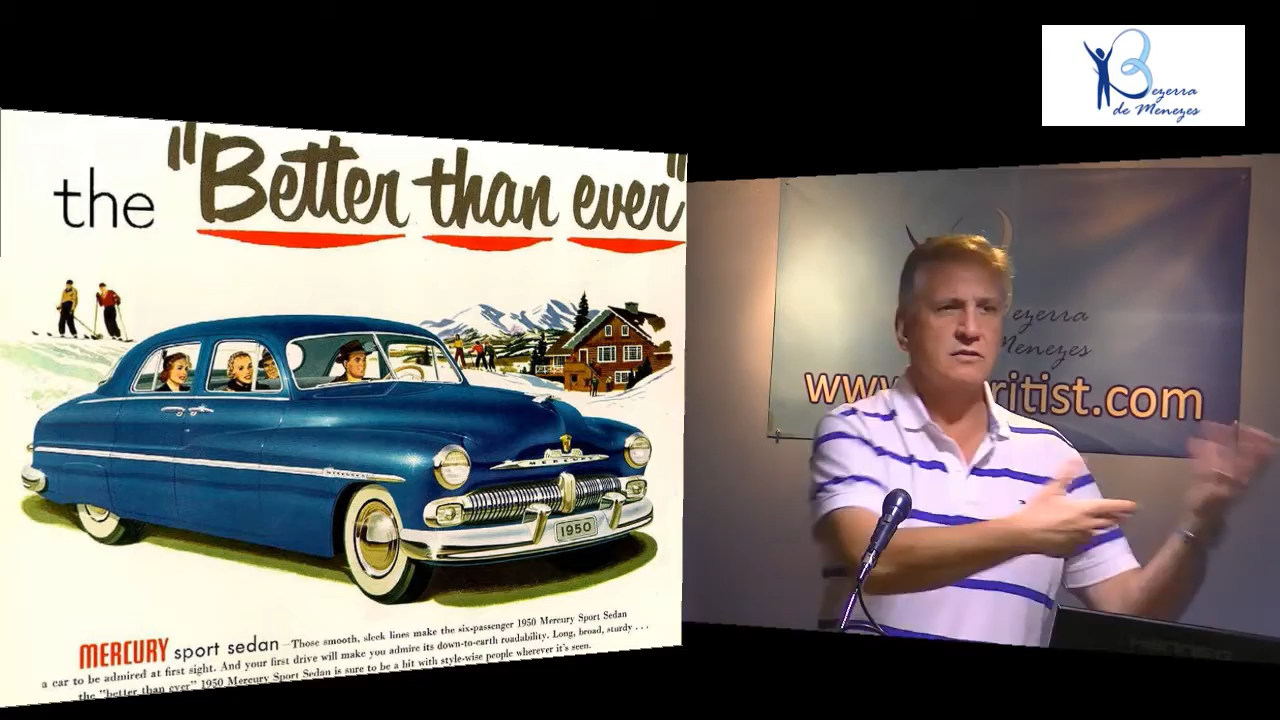 the "Better than ever"
MERCURY
1950
MERCURY sport sedan—Those smooth, sleek lines make the six-passenger 1950 Mercury Sport Sedan
a car to be admired at first sight. And your first drive will make you admire its down-to-earth roadability. Long, broad, sturdy . . .
the "better than ever" 1950 Mercury Sport Sedan is sure to be a hit with style-wise people wherever it's seen.
Bezerra
de Menezes
ezerra
Menezes
www. ritist.com